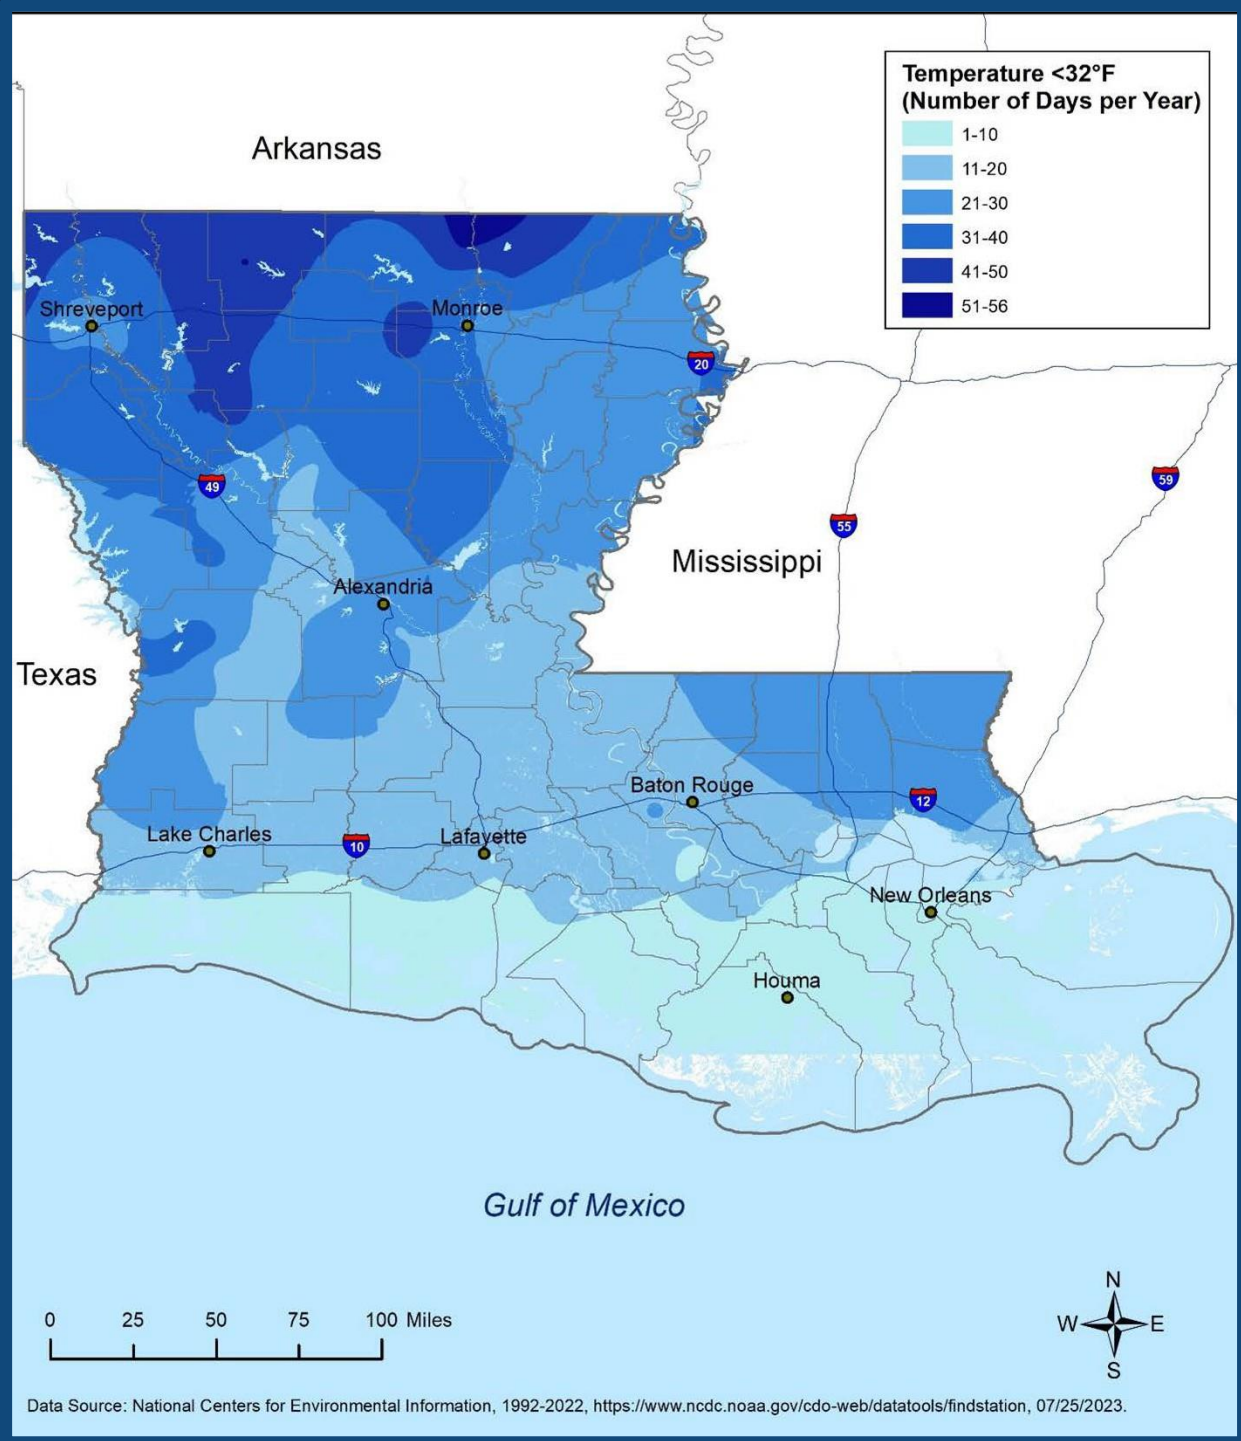 Temperature <32°F
(Number of Days per Year)
1-10
11-20
21-30
31-40
41-50
51-56
Arkansas
Shreveport
Monroe
20
49
59
55
Mississippi
Alexandria
Texas
Baton Rouge
12
Lake Charles
10
Lafayette
New Orleans
Houma
Gulf of Mexico
N
W E
S
0 25 50 75 100 Miles
Data Source: National Centers for Environmental Information, 1992-2022, https://www.ncdc.noaa.gov/cdo-web/datatools/findstation, 07/25/2023.